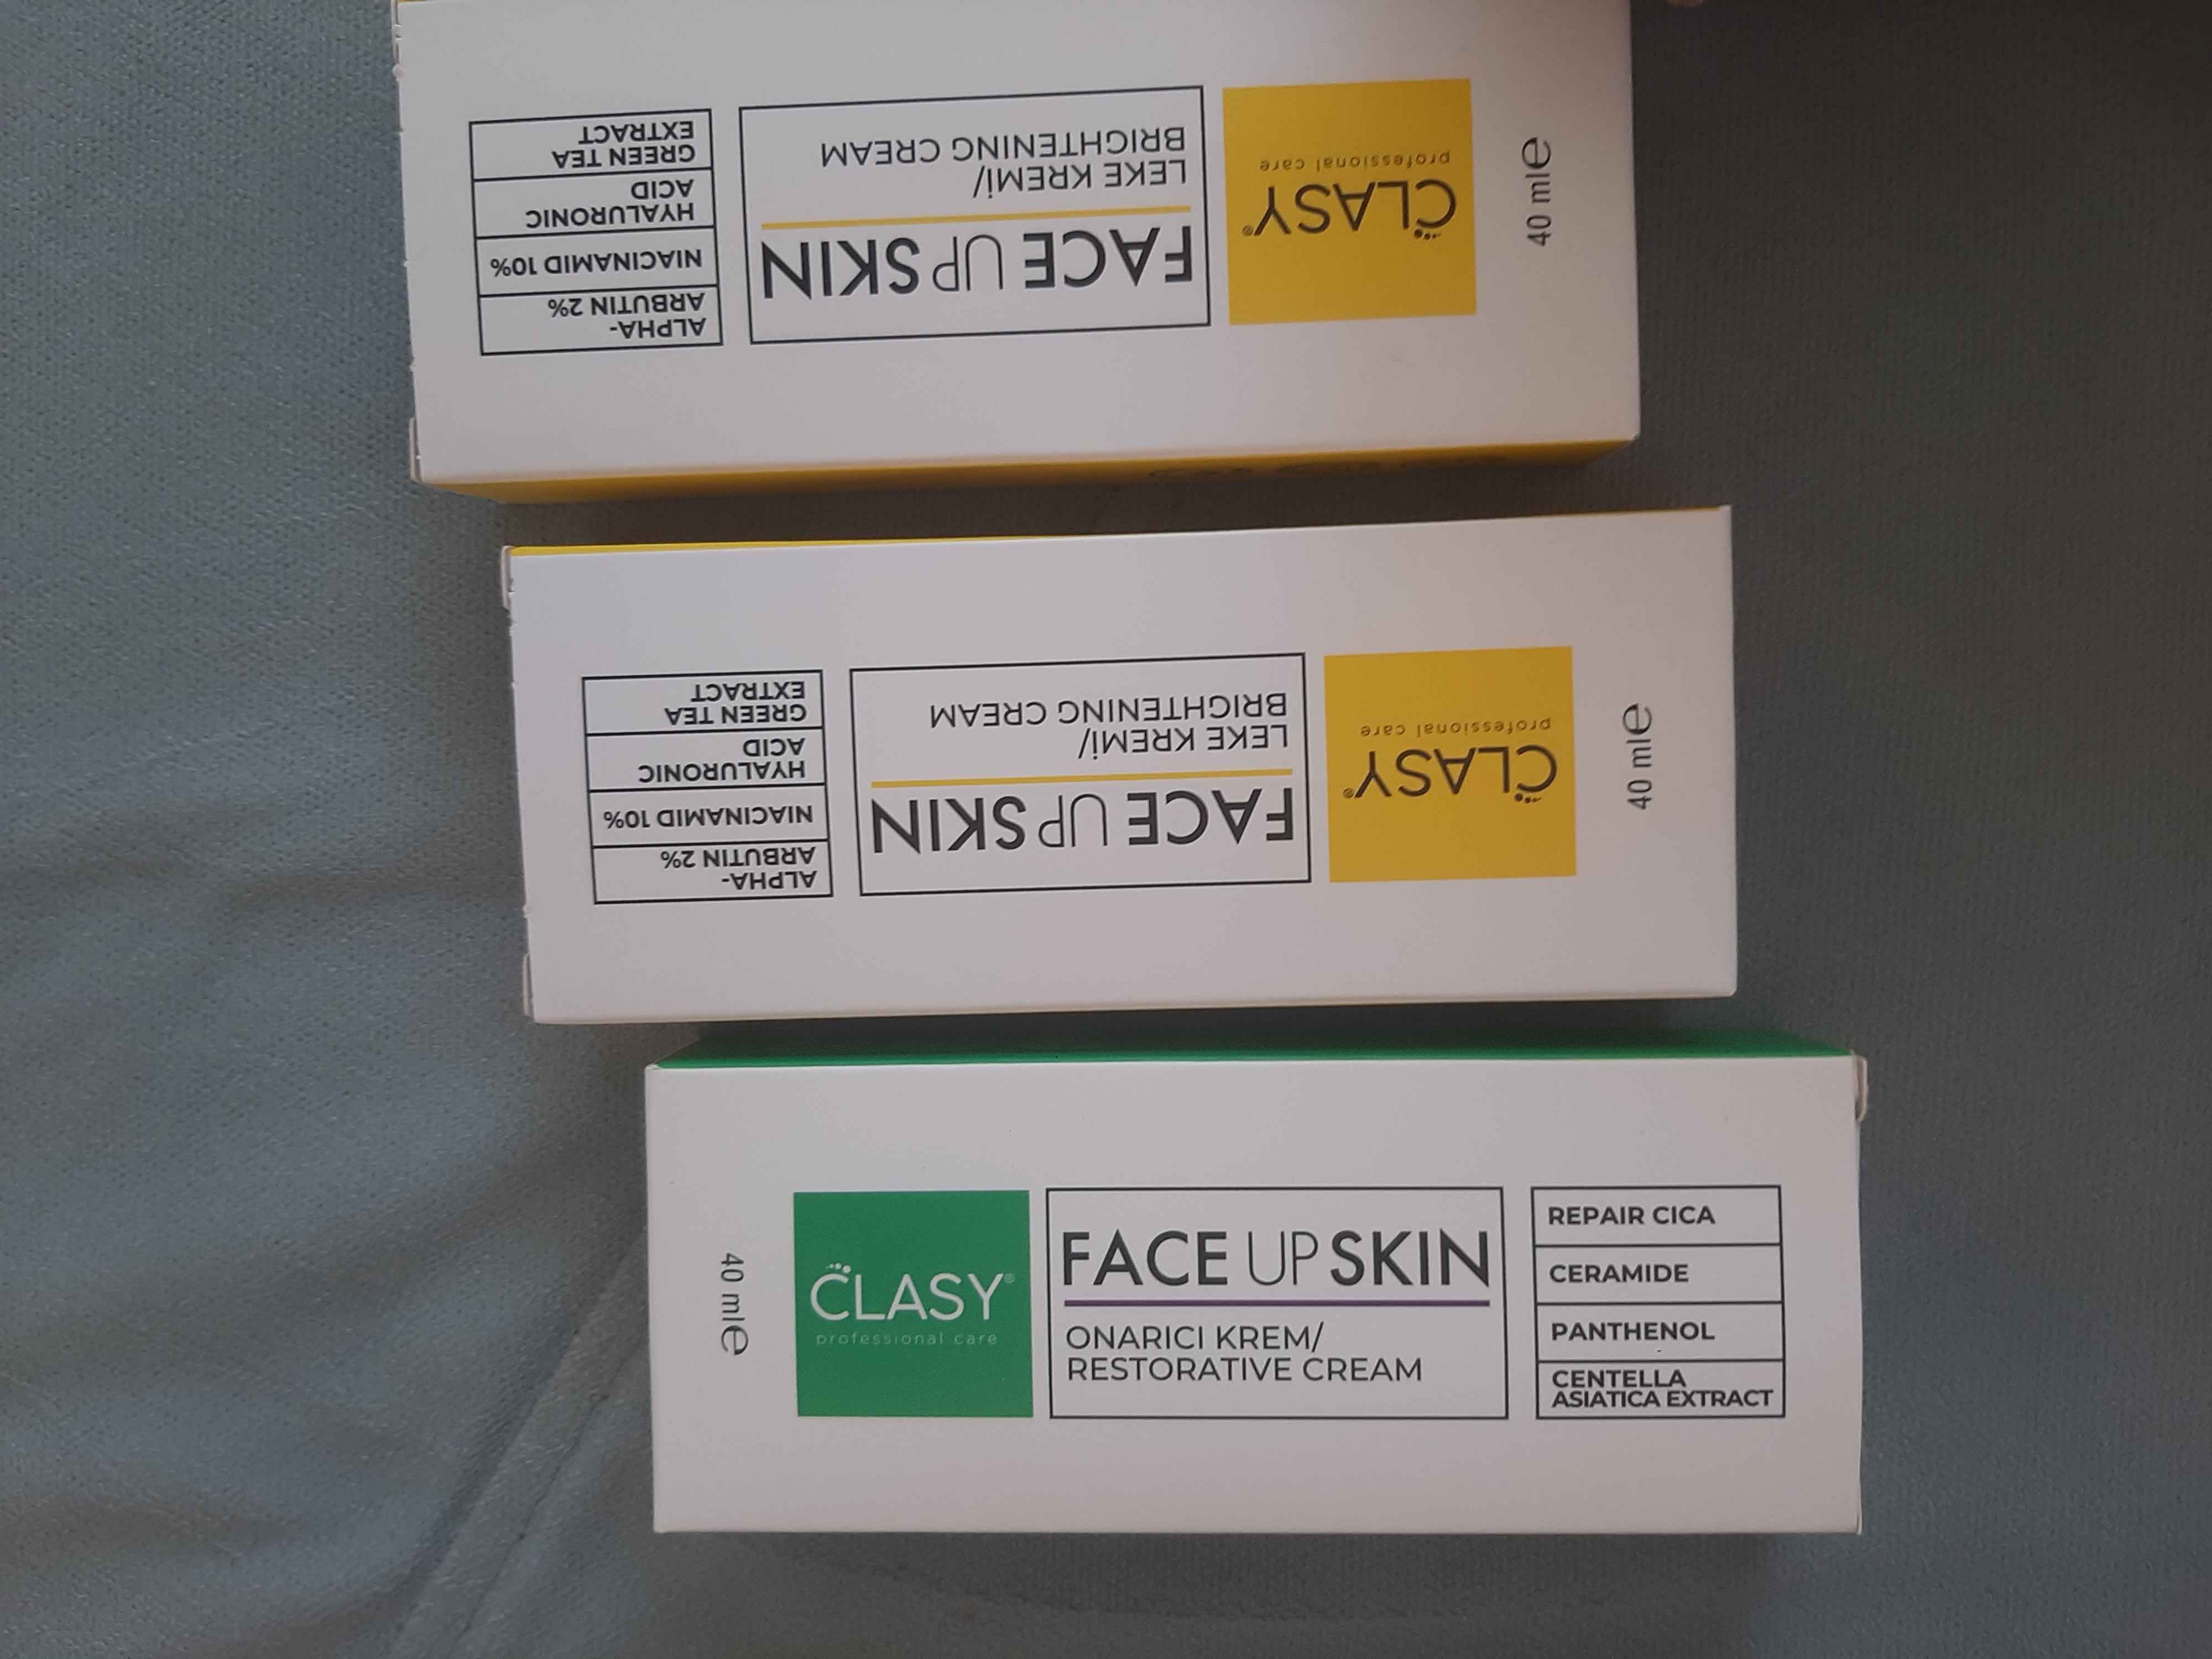 40 ml e
CLASY®
professional care
FACE UP SKIN
LEKE KREMİ/
BRIGHTENING CREAM
ALPHA-
ARBUTIN 2%
NIACINAMID 10%
HYALURONIC
ACID
GREEN TEA
EXTRACT
40 ml e
CLASY®
professional care
FACE UP SKIN
LEKE KREMİ/
BRIGHTENING CREAM
ALPHA-
ARBUTIN 2%
NIACINAMID 10%
HYALURONIC
ACID
GREEN TEA
EXTRACT
40 ml e
CLASY®
professional care
FACE UP SKIN
ONARICI KREM/
RESTORATIVE CREAM
REPAIR CICA
CERAMIDE
PANTHENOL
CENTELLA
ASIATICA EXTRACT